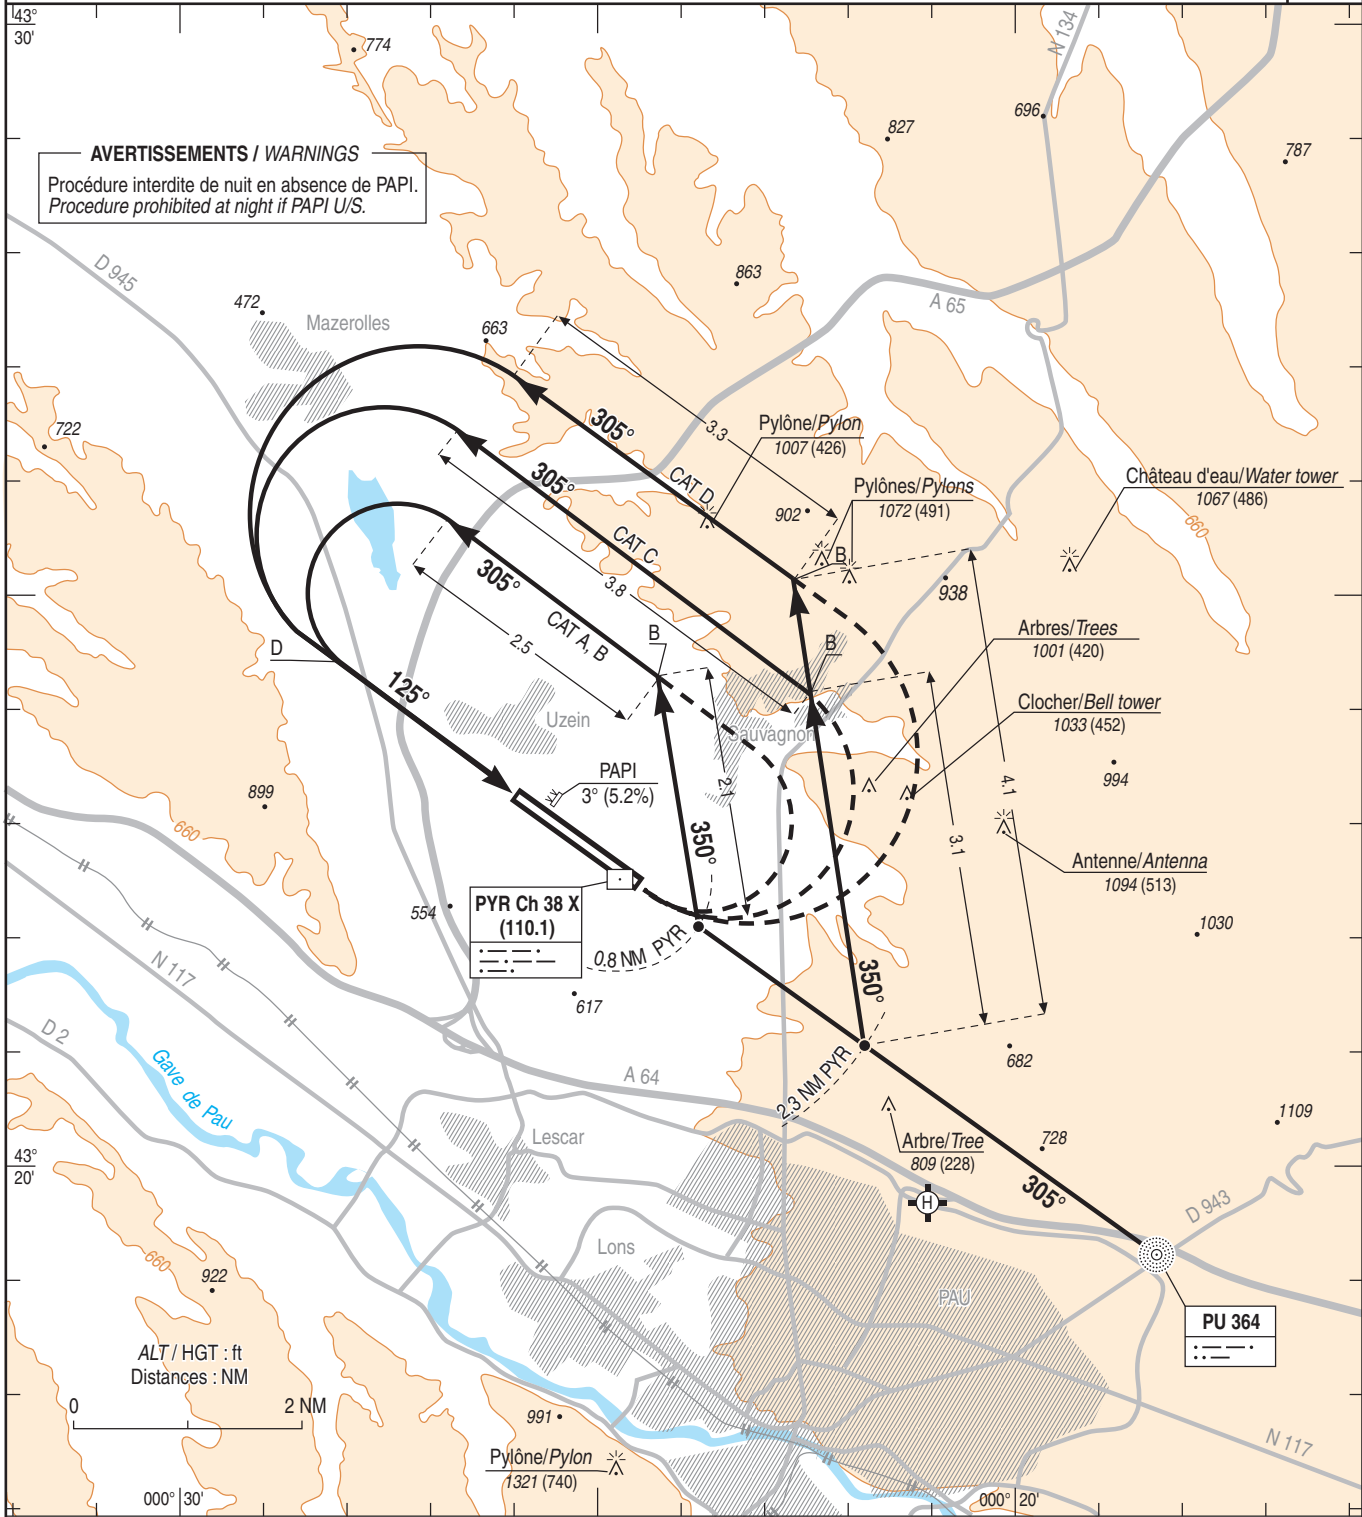 43°
30'
774
N 134
696
827
787
AVERTISSEMENTS / WARNINGS
Procédure interdite de nuit en absence de PAPI.
Procedure prohibited at night if PAPI U/S.
D 945
863
472
Mazerolles
663
A 65
722
305°
3.3
Pylône/Pylon
1007 (426)
CAT D
305°
Pylônes/Pylons
1072 (491)
Château d'eau/Water tower
1067 (486)
902
660
CAT C
B
305°
3.8
938
CAT A, B
2.5
B
B
Arbres/Trees
1001 (420)
D
125°
Clocher/Bell tower
1033 (452)
Uzein
Sauvagnon
PAPI
3° (5.2%)
2.1
4.1
994
899
660
350°
3.1
Antenne/Antenna
1094 (513)
PYR Ch 38 X
(110.1)
554
1030
0.8 NM PYR
N 117
350°
617
D 2
Gave de Pau
A 64
2.3 NM PYR
682
1109
Lescar
Arbre/Tree
809 (228)
728
43°
20'
305°
H
D 943
Lons
660
922
PAU
PU 364
ALT / HGT : ft
Distances : NM
0
2 NM
991
N 117
Pylône/Pylon
1321 (740)
000° 30'
000° 20'